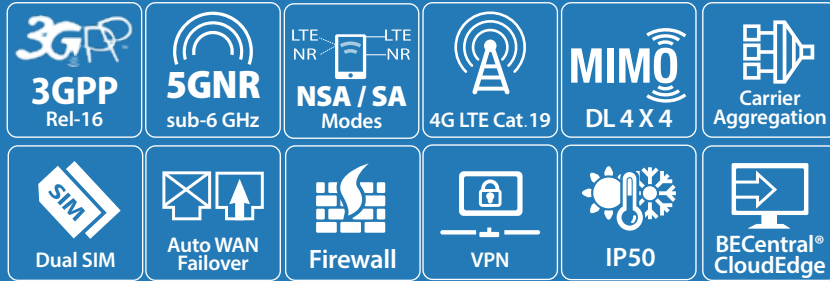 3GPP
3GPP
Rel-16
5GNR
sub-6 GHz
LTE LTE
NR NR
NSA / SA
Modes
4G LTE Cat.19
MIMO
DL 4 X 4
Carrier
Aggregation
SIM
Dual SIM
Auto WAN
Failover
Firewall
VPN
IP50
BECentral®
CloudEdge